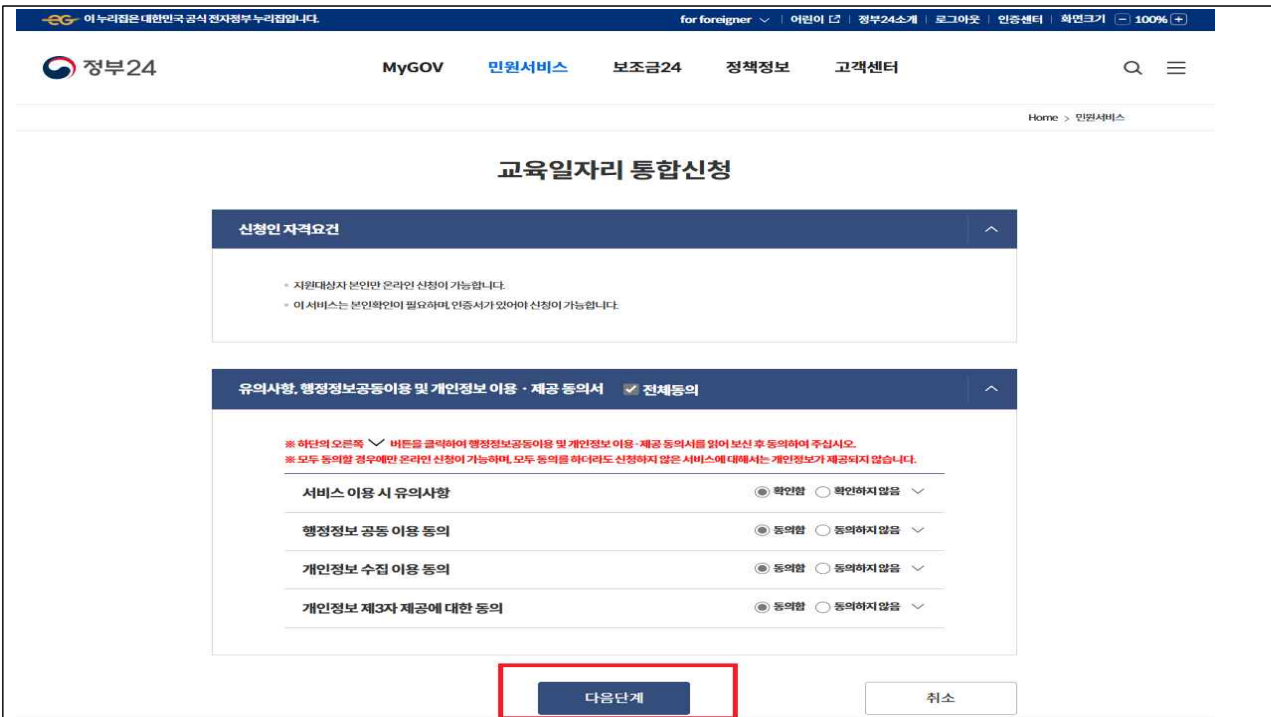 이 누리집은 대한민국 공식 전자정부 누리집입니다. for foreigner 어린이 정부24소개 로그아웃 인증센터 화면크기 100%
정부24 MyGOV 민원서비스 보조금24 정책정보 고객센터
Home > 민원서비스
교육일자리 통합신청
신청인 자격요건
지원대상자 본인만 온라인 신청이 가능합니다.
이 서비스는 본인확인이 필요하며, 인증서가 있어야 신청이 가능합니다.
유의사항, 행정정보공동이용 및 개인정보 이용 · 제공 동의서 전체동의
※ 하단의 오른쪽 버튼을 클릭하여 행정정보공동이용 및 개인정보 이용·제공 동의서를 읽어 보신 후 동의하여 주십시오.
※ 모두 동의할 경우에만 온라인 신청이 가능하며, 모두 동의를 하더라도 신청하지 않은 서비스에 대해서는 개인정보가 제공되지 않습니다.
서비스 이용 시 유의사항 확인함 확인하지 않음
행정정보 공동 이용 동의 동의함 동의하지 않음
개인정보 수집 이용 동의 동의함 동의하지 않음
개인정보 제3자 제공에 대한 동의 동의함 동의하지 않음
다음단계 취소